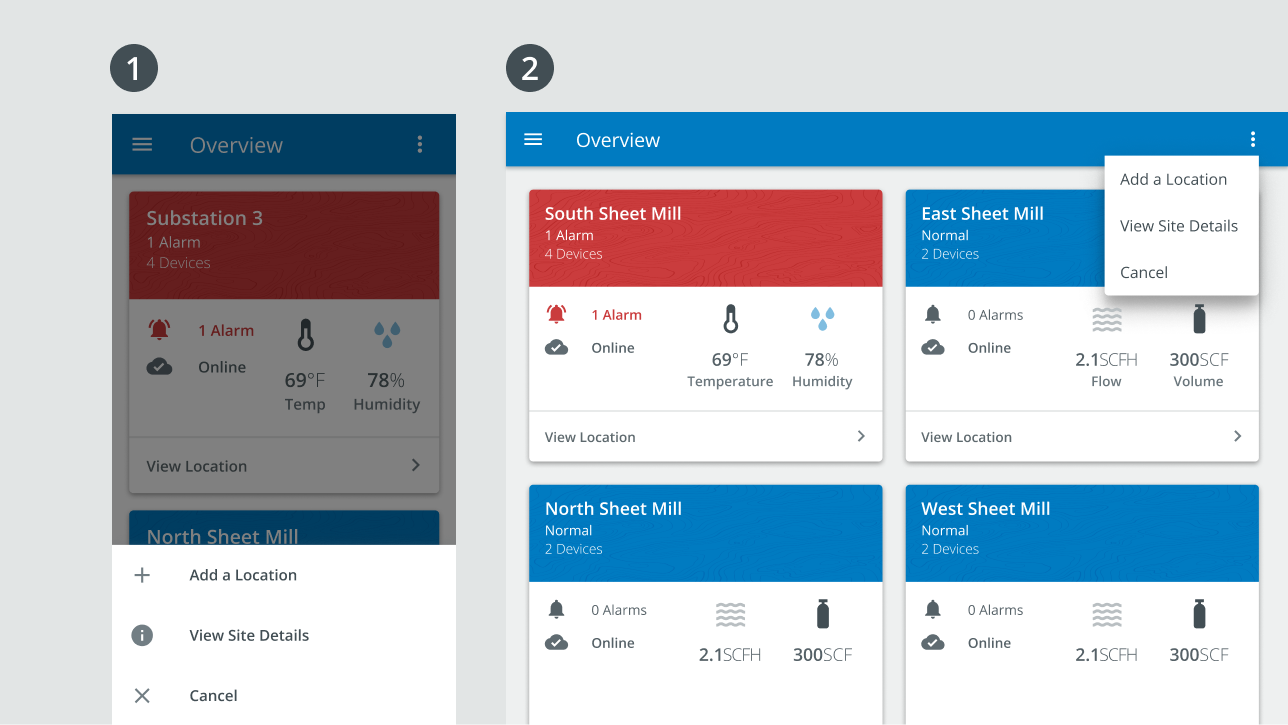 1
Overview
Substation 3
1 Alarm
4 Devices
1 Alarm
Online
69°F
Temp
78%
Humidity
View Location
North Sheet Mill
Add a Location
View Site Details
Cancel
2
Overview
Add a Location
View Site Details
Cancel
South Sheet Mill
1 Alarm
4 Devices
1 Alarm
Online
69°F
Temperature
78%
Humidity
View Location
East Sheet Mill
Normal
2 Devices
0 Alarms
Online
2.1SCFH
Flow
300SCF
Volume
View Location
North Sheet Mill
Normal
2 Devices
0 Alarms
Online
2.1SCFH
300SCF
West Sheet Mill
Normal
2 Devices
0 Alarms
Online
2.1SCFH
300SCF